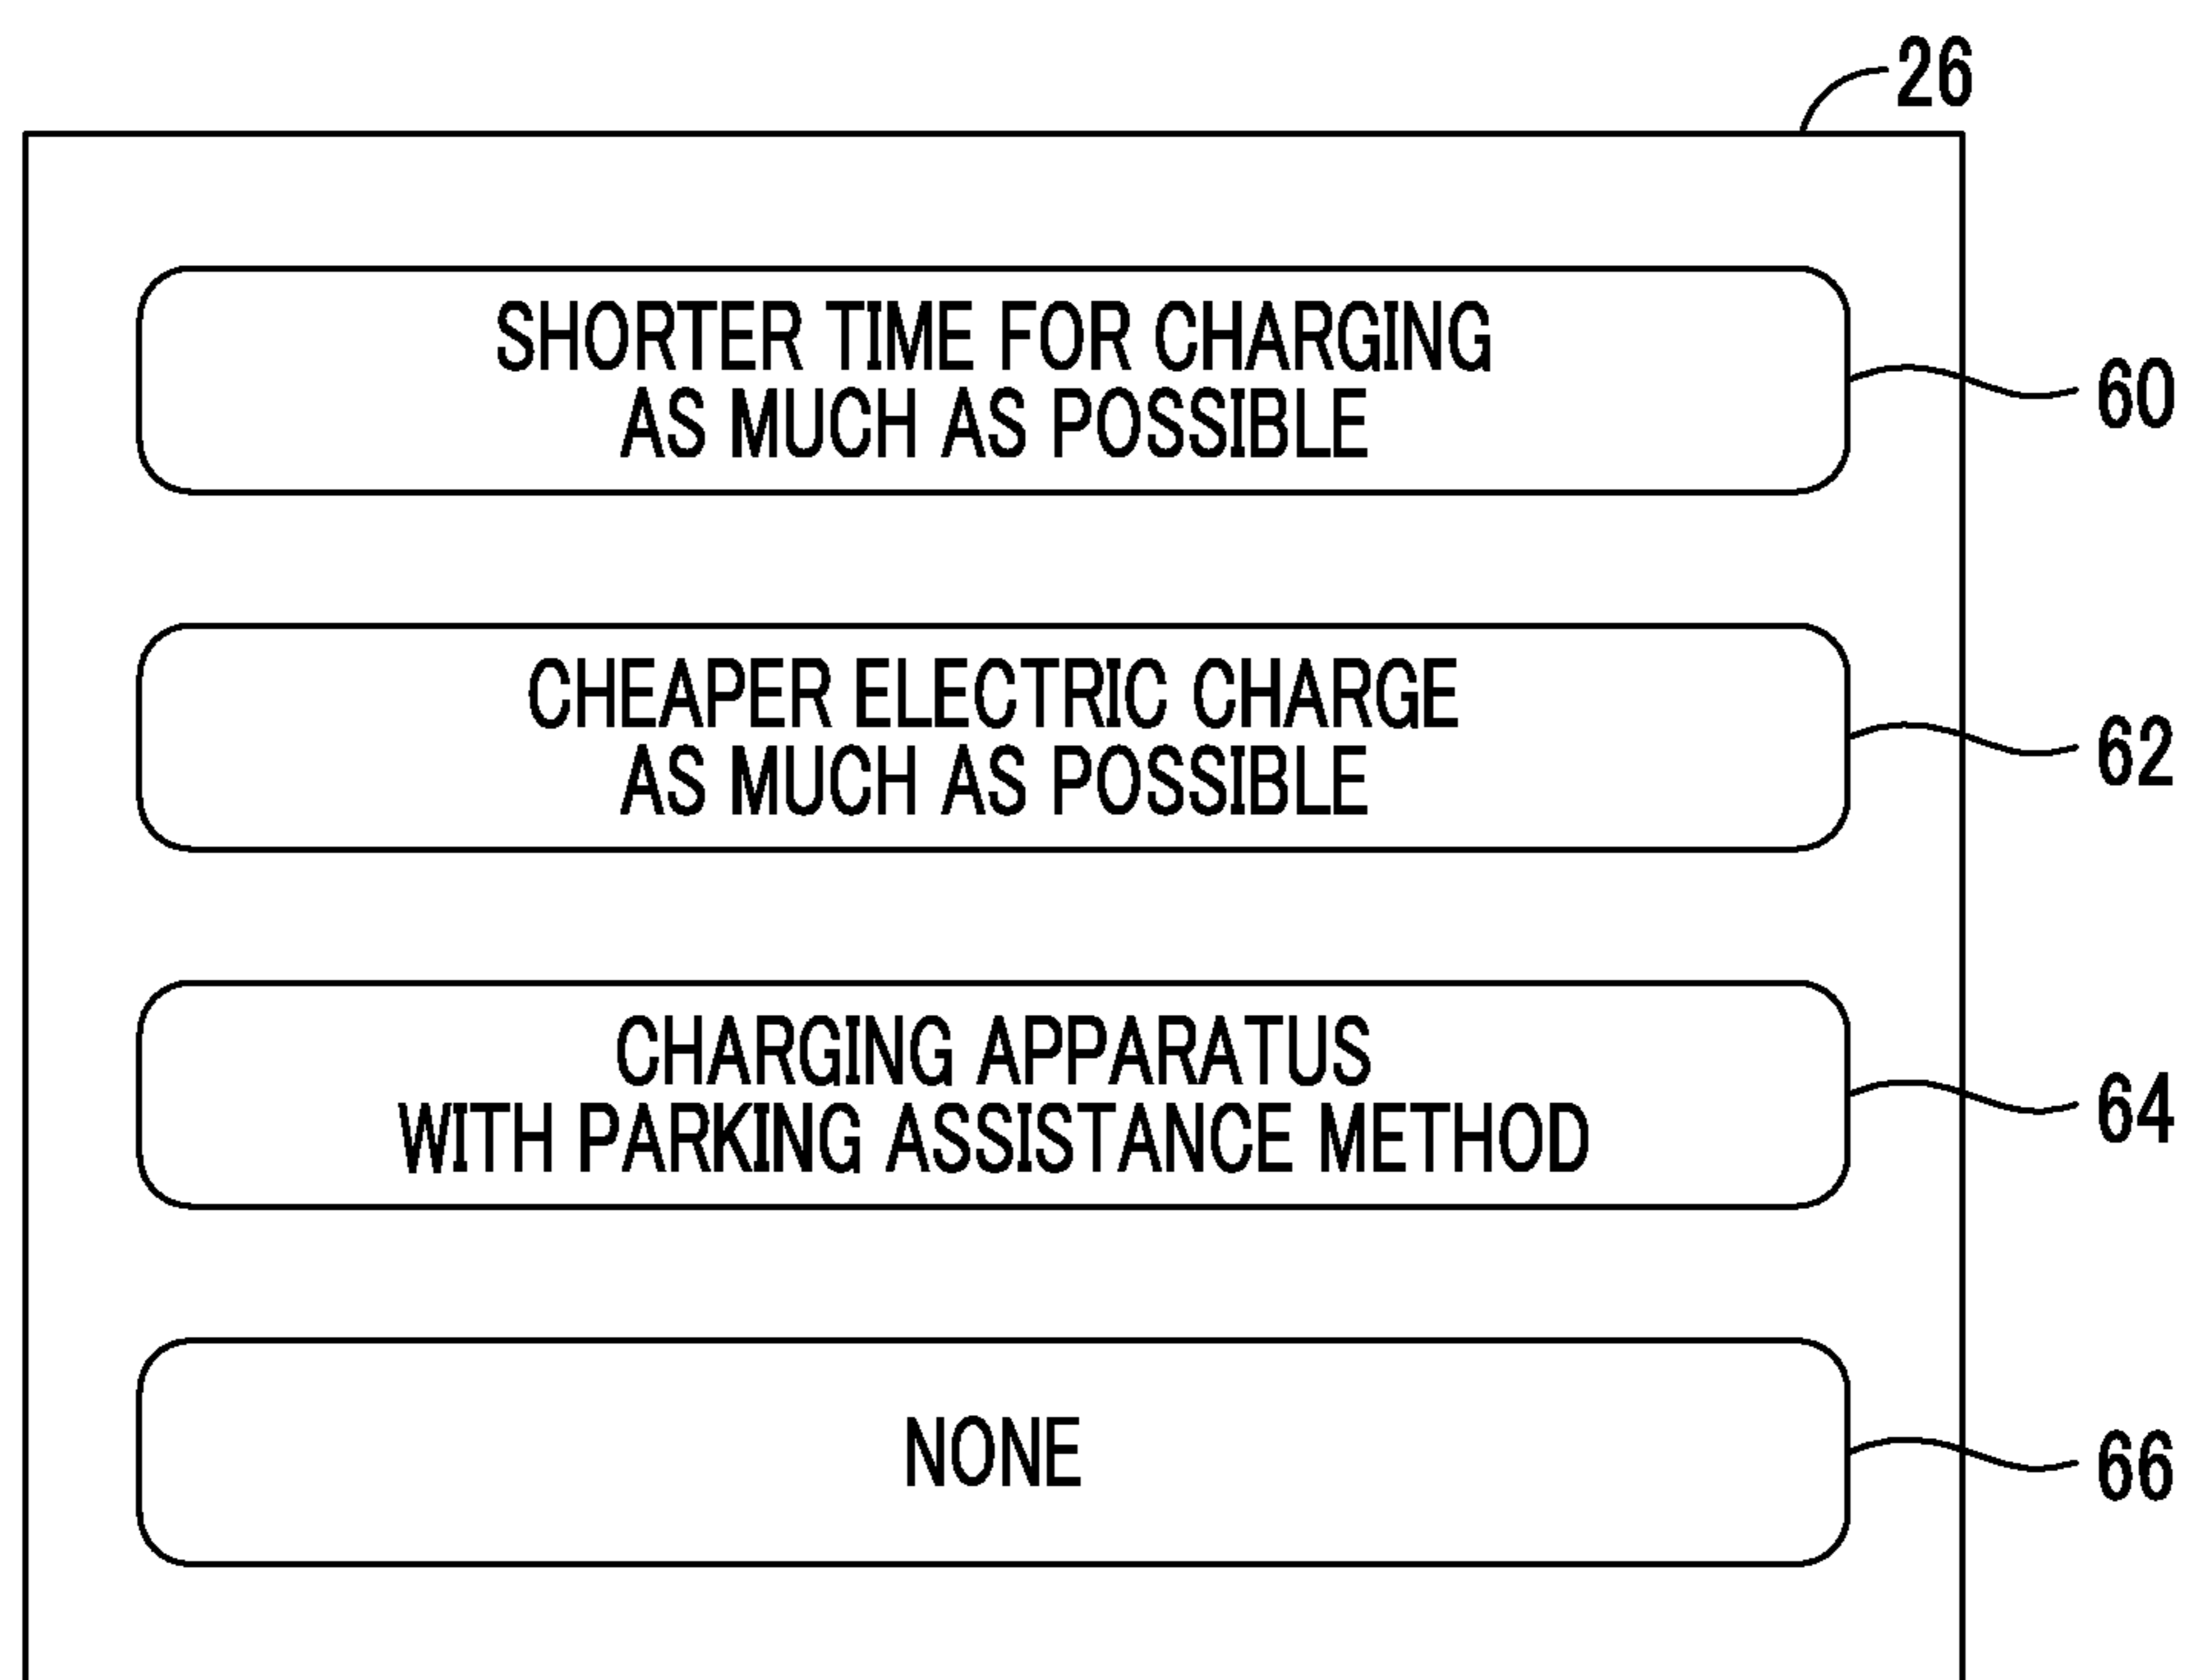 26
SHORTER TIME FOR CHARGING
AS MUCH AS POSSIBLE
60
CHEAPER ELECTRIC CHARGE
AS MUCH AS POSSIBLE
62
CHARGING APPARATUS
WITH PARKING ASSISTANCE METHOD
64
NONE
66